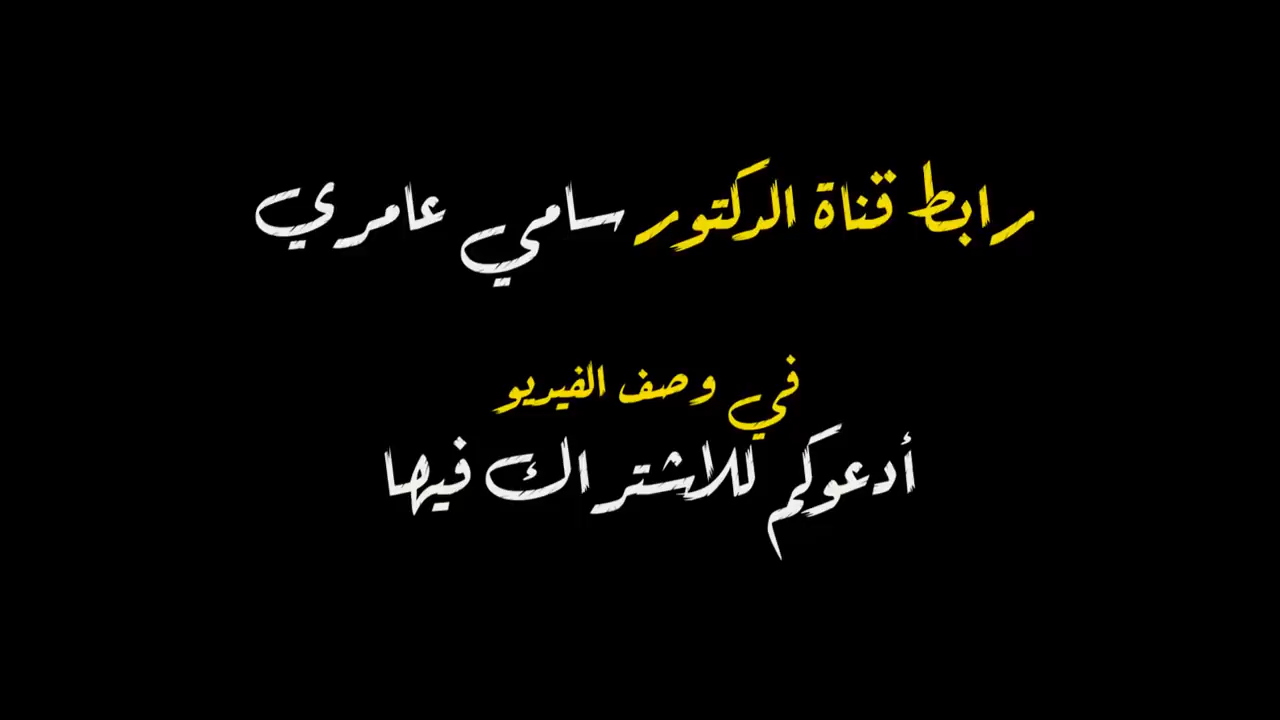 رابط قناة الدكتور سامي عامري
في وصف الفيديو
أدعوكم للاشتراك فيها